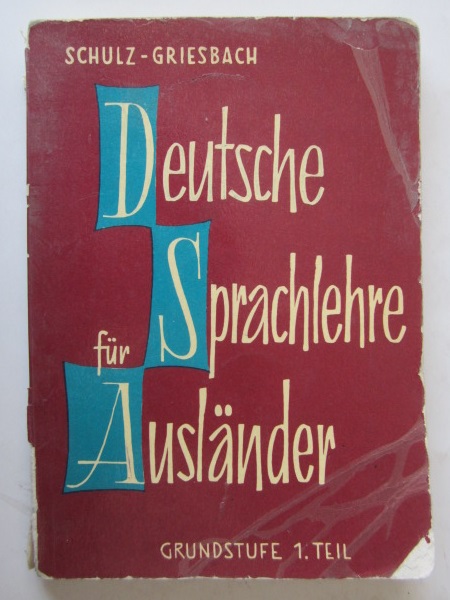 SCHULZ-GRIESBACH
Deutsche
Sprachlehre
für
Ausländer
GRUNDSTUFE 1. TEIL